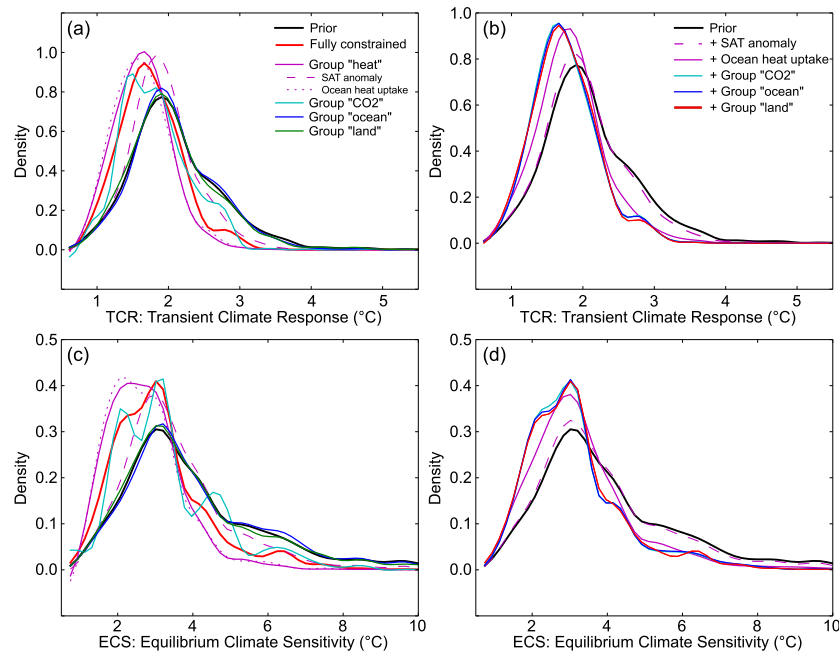 (a)
Prior
Fully constrained
Group "heat"
SAT anomaly
Ocean heat uptake
Group "CO2"
Group "ocean"
Group "land"
Density
1.0
0.8
0.6
0.4
0.2
0.0
1 2 3 4 5
TCR: Transient Climate Response (°C)
(b)
Prior
+ SAT anomaly
+ Ocean heat uptake
+ Group "CO2"
+ Group "ocean"
+ Group "land"
Density
1.0
0.8
0.6
0.4
0.2
0.0
1 2 3 4 5
TCR: Transient Climate Response (°C)
(c)
Density
0.5
0.4
0.3
0.2
0.1
0.0
2 4 6 8 10
ECS: Equilibrium Climate Sensitivity (°C)
(d)
Density
0.5
0.4
0.3
0.2
0.1
0.0
2 4 6 8 10
ECS: Equilibrium Climate Sensitivity (°C)